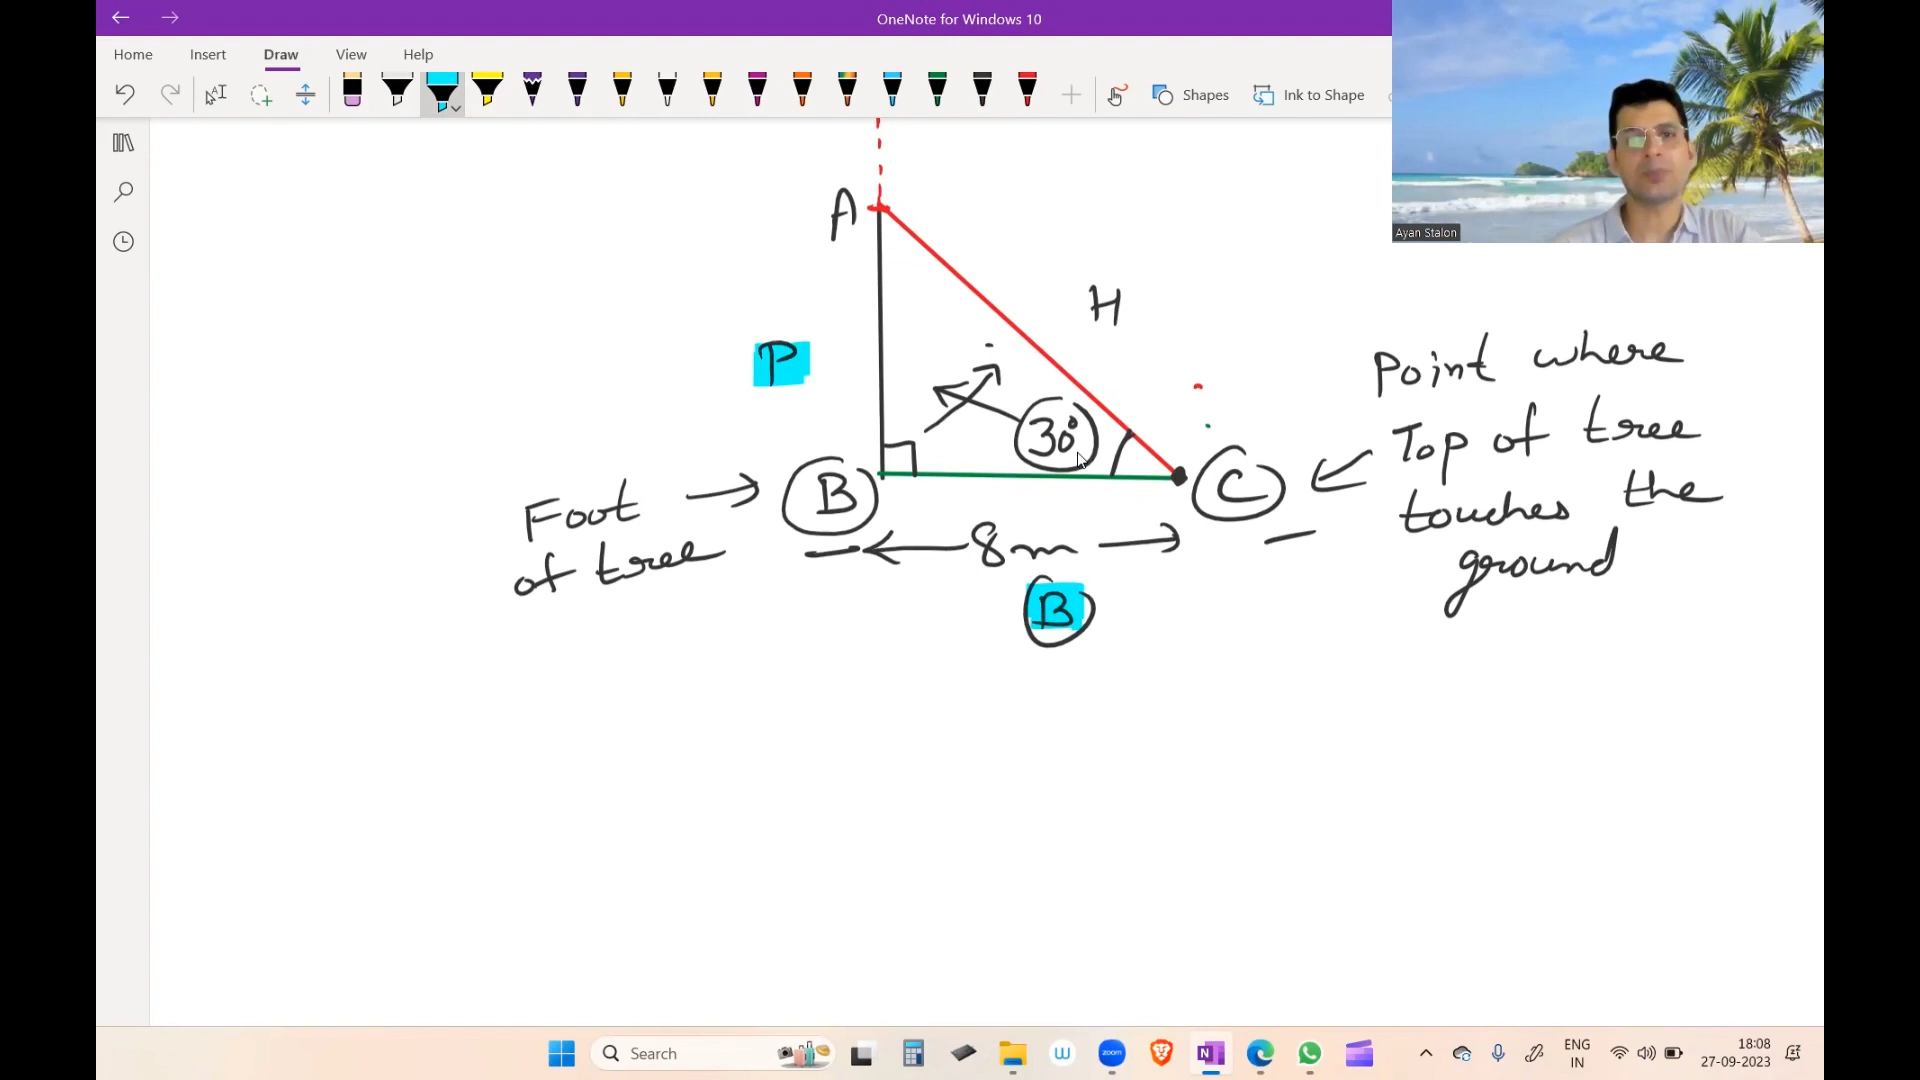 OneNote for Windows 10
Home Insert Draw View Help
Shapes Ink to Shape
Ayan Stalon
A
H
P
30°
Point where
Top of tree
touches the
ground
Foot
of tree
B
C
8m
B
Search
W
zoom
N
ENG
IN
18:08
27-09-2023